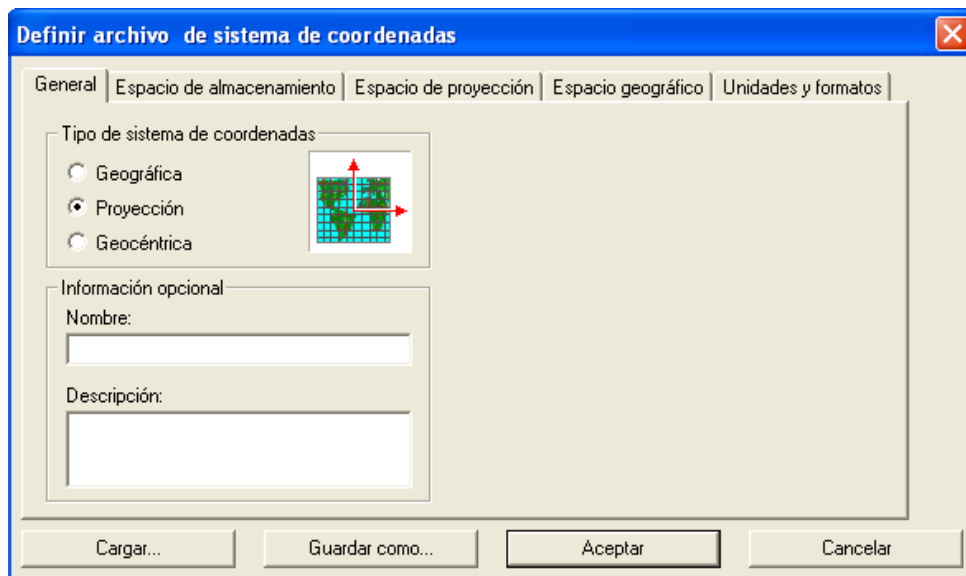 Definir archivo de sistema de coordenadas
General Espacio de almacenamiento Espacio de proyección Espacio geográfico Unidades y formatos
Tipo de sistema de coordenadas
Geográfica
Proyección
Geocéntrica
Información opcional
Nombre:
Descripción:
Cargar... Guardar como... Aceptar Cancelar